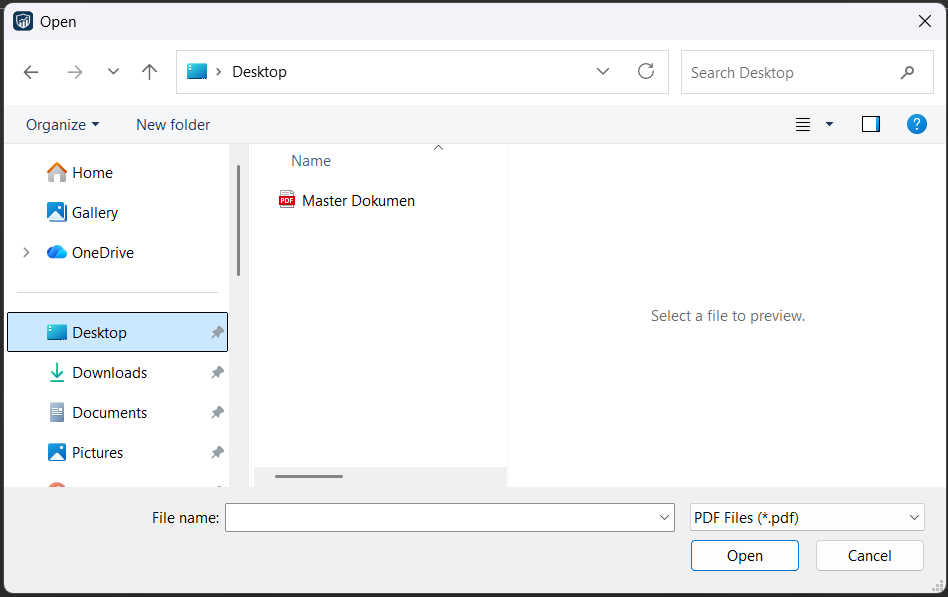 Open
Desktop
Search Desktop
Organize
New folder
Home
Gallery
OneDrive
Desktop
Downloads
Documents
Pictures
Name
PDF
Master Dokumen
Select a file to preview.
File name:
PDF Files (*.pdf)
Open
Cancel